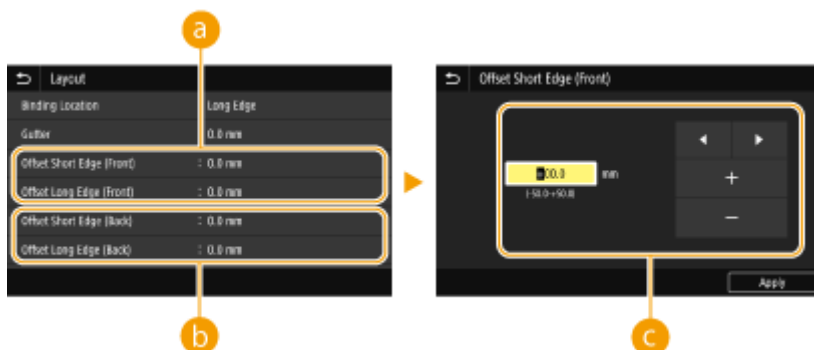 a
Layout
Binding Location Long Edge
Gutter 0.0 mm
Offset Short Edge (Front) : 0.0 mm
Offset Long Edge (Front) : 0.0 mm
Offset Short Edge (Back) : 0.0 mm
Offset Long Edge (Back) : 0.0 mm
b
Offset Short Edge (Front)
+00.0 mm
(-50.0-+50.0)
+
−
Apply
c